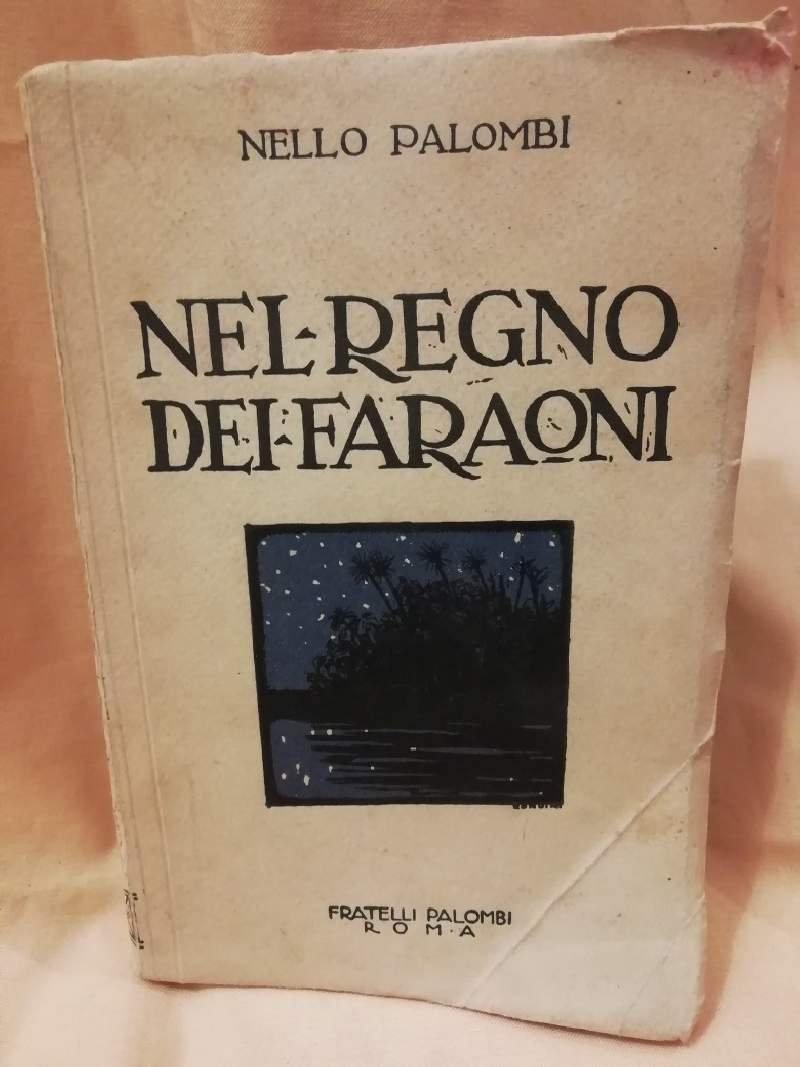 NELLO PALOMBI
NEL·REGNO
DEI·FARAONI
FRATELLI PALOMBI
ROMA